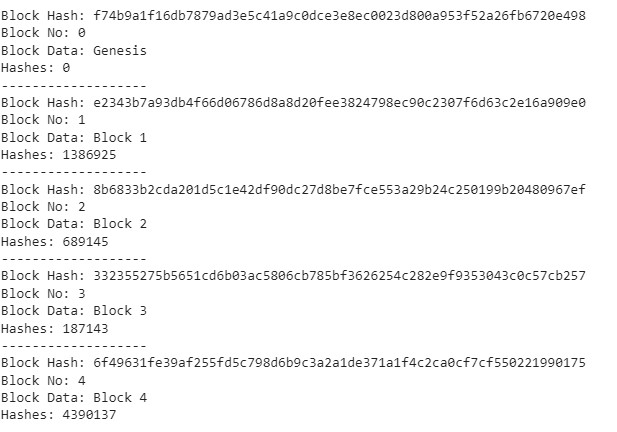 Block Hash: f74b9a1f16db7879ad3e5c41a9c0dce3e8ec0023d800a953f52a26fb6720e498
Block No: 0
Block Data: Genesis
Hashes: 0
-------------------
Block Hash: e2343b7a93db4f66d06786d8a8d20fee3824798ec90c2307f6d63c2e16a909e0
Block No: 1
Block Data: Block 1
Hashes: 1386925
-------------------
Block Hash: 8b6833b2cda201d5c1e42df90dc27d8be7fce553a29b24c250199b20480967ef
Block No: 2
Block Data: Block 2
Hashes: 689145
-------------------
Block Hash: 332355275b5651cd6b03ac5806cb785bf3626254c282e9f9353043c0c57cb257
Block No: 3
Block Data: Block 3
Hashes: 187143
-------------------
Block Hash: 6f49631fe39af255fd5c798d6b9c3a2a1de371a1f4c2ca0cf7cf550221990175
Block No: 4
Block Data: Block 4
Hashes: 4390137